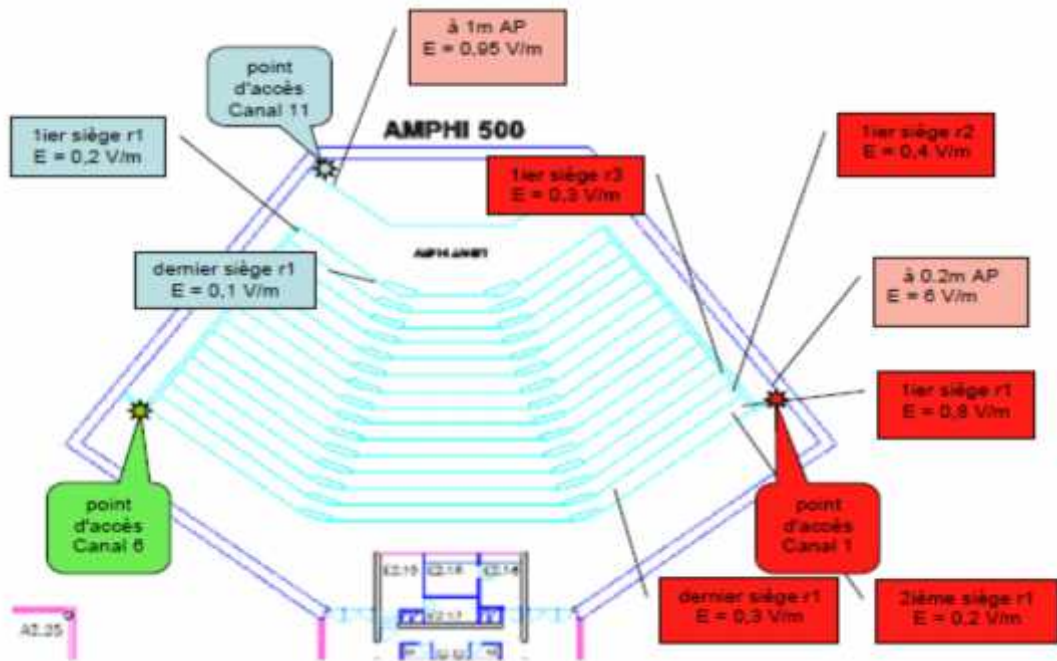 à 1m AP
E = 0,95 V/m
point
d'accès
Canal 11
1ier siège r1
E = 0,2 V/m
AMPHI 500
1ier siège r3
E = 0,3 V/m
1ier siège r2
E = 0,4 V/m
dernier siège r1
E = 0,1 V/m
à 0.2m AP
E = 6 V/m
1ier siège r1
E = 0,8 V/m
point
d'accès
Canal 6
point
d'accès
Canal 1
dernier siège r1
E = 0,3 V/m
2ième siège r1
E = 0,2 V/m
A2.25